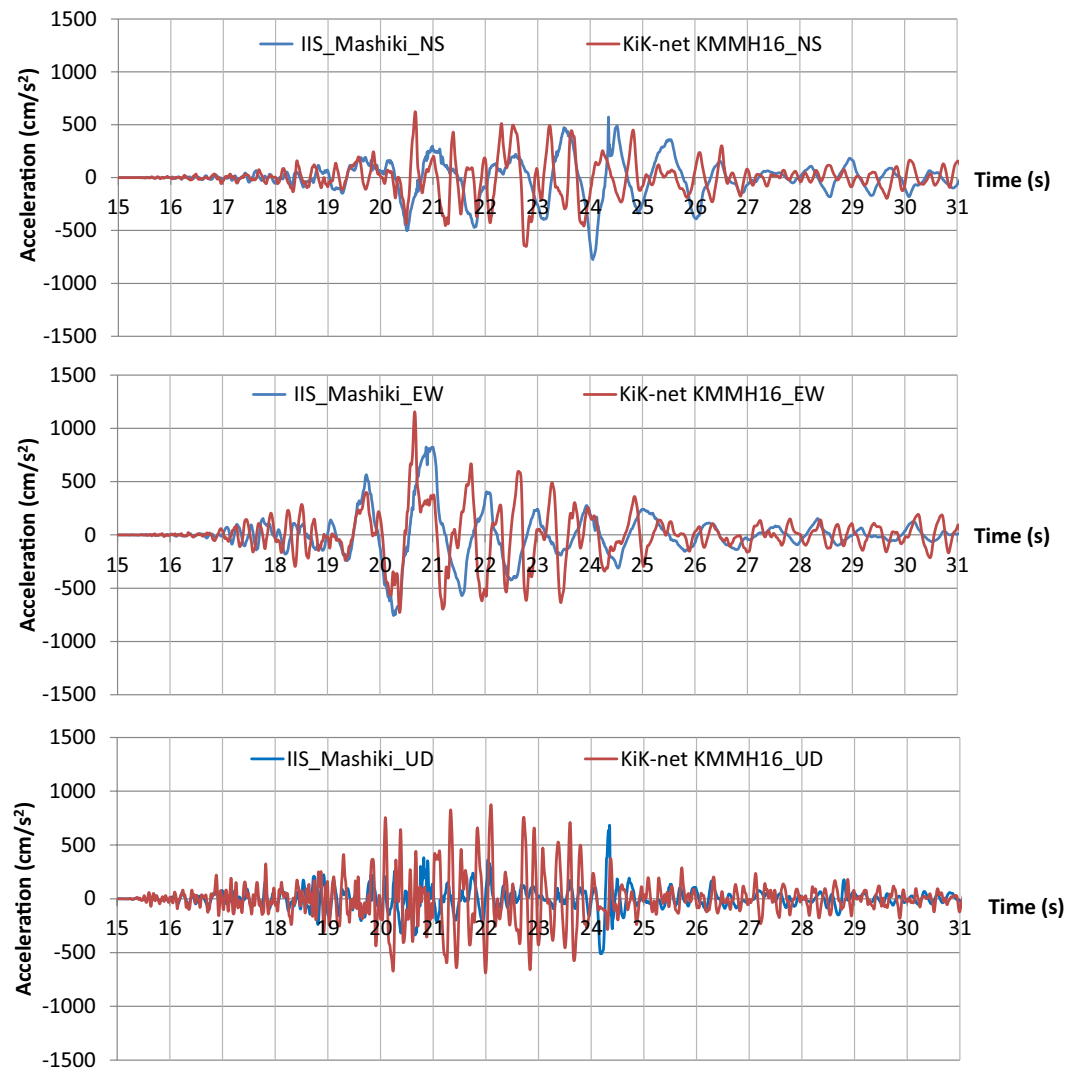 1500
IIS_Mashiki_NS KiK-net KMMH16_NS
1000
500
0
-500
-1000
-1500
Acceleration (cm/s²)
15 16 17 18 19 20 21 22 23 24 25 26 27 28 29 30 31
Time (s)
1500
IIS_Mashiki_EW KiK-net KMMH16_EW
1000
500
0
-500
-1000
-1500
Acceleration (cm/s²)
15 16 17 18 19 20 21 22 23 24 25 26 27 28 29 30 31
Time (s)
1500
IIS_Mashiki_UD KiK-net KMMH16_UD
1000
500
0
-500
-1000
-1500
Acceleration (cm/s²)
15 16 17 18 19 20 21 22 23 24 25 26 27 28 29 30 31
Time (s)